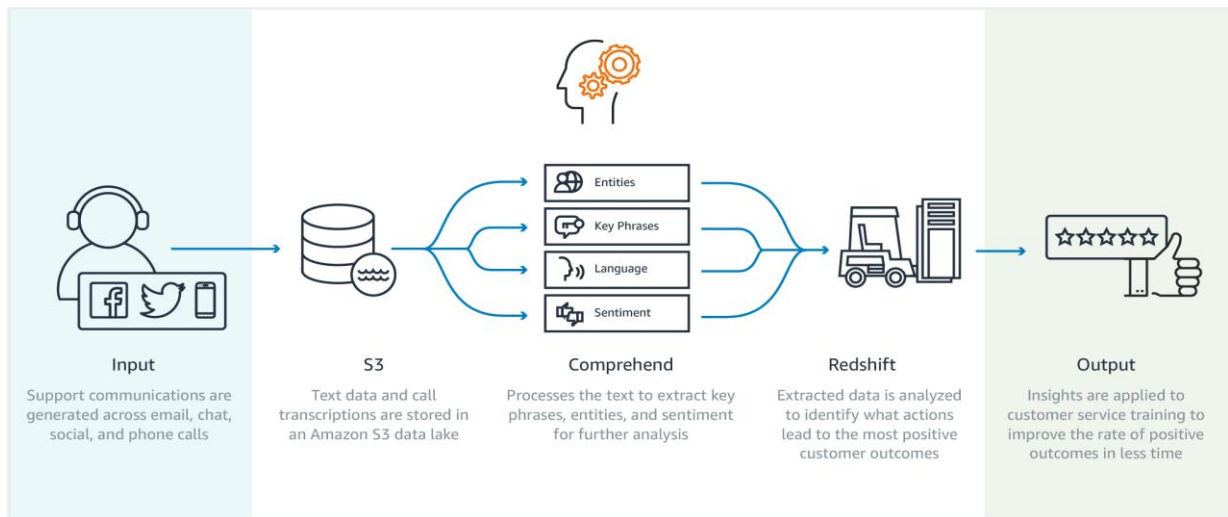 Entities
Key Phrases
Language
Sentiment
Input
Support communications are
generated across email, chat,
social, and phone calls
S3
Text data and call
transcriptions are stored in
an Amazon S3 data lake
Comprehend
Processes the text to extract key
phrases, entities, and sentiment
for further analysis
Redshift
Extracted data is analyzed
to identify what actions
lead to the most positive
customer outcomes
Output
Insights are applied to
customer service training to
improve the rate of positive
outcomes in less time